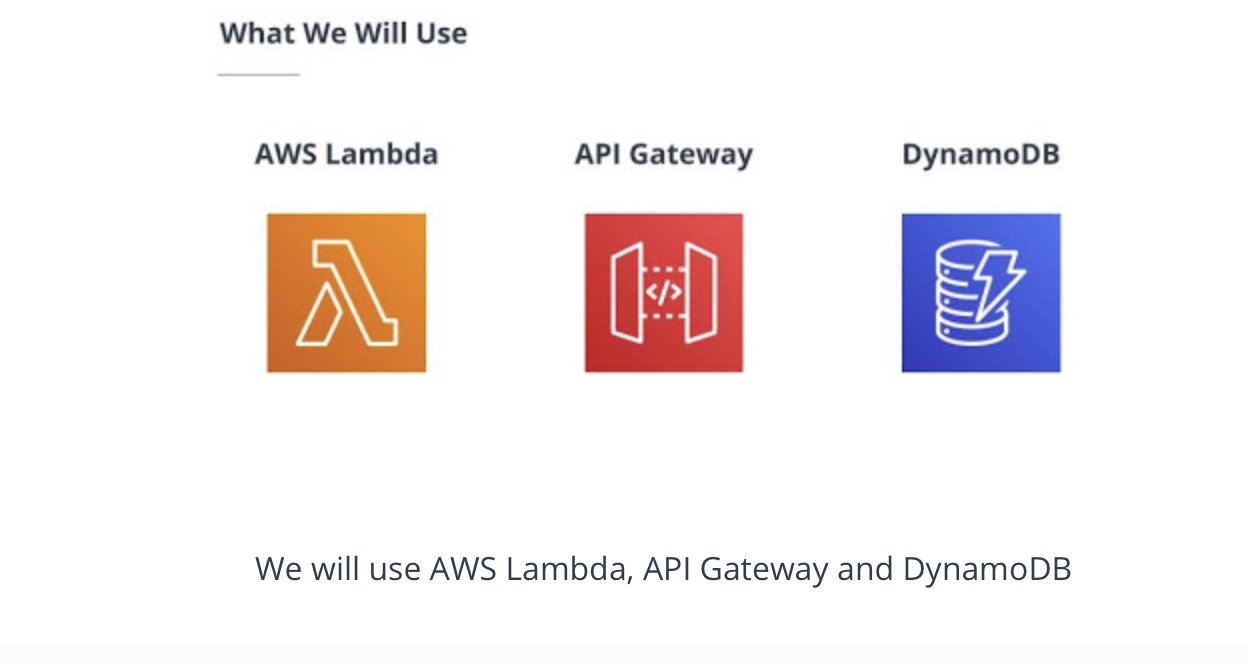 What We Will Use
AWS Lambda
API Gateway
DynamoDB
</>
We will use AWS Lambda, API Gateway and DynamoDB